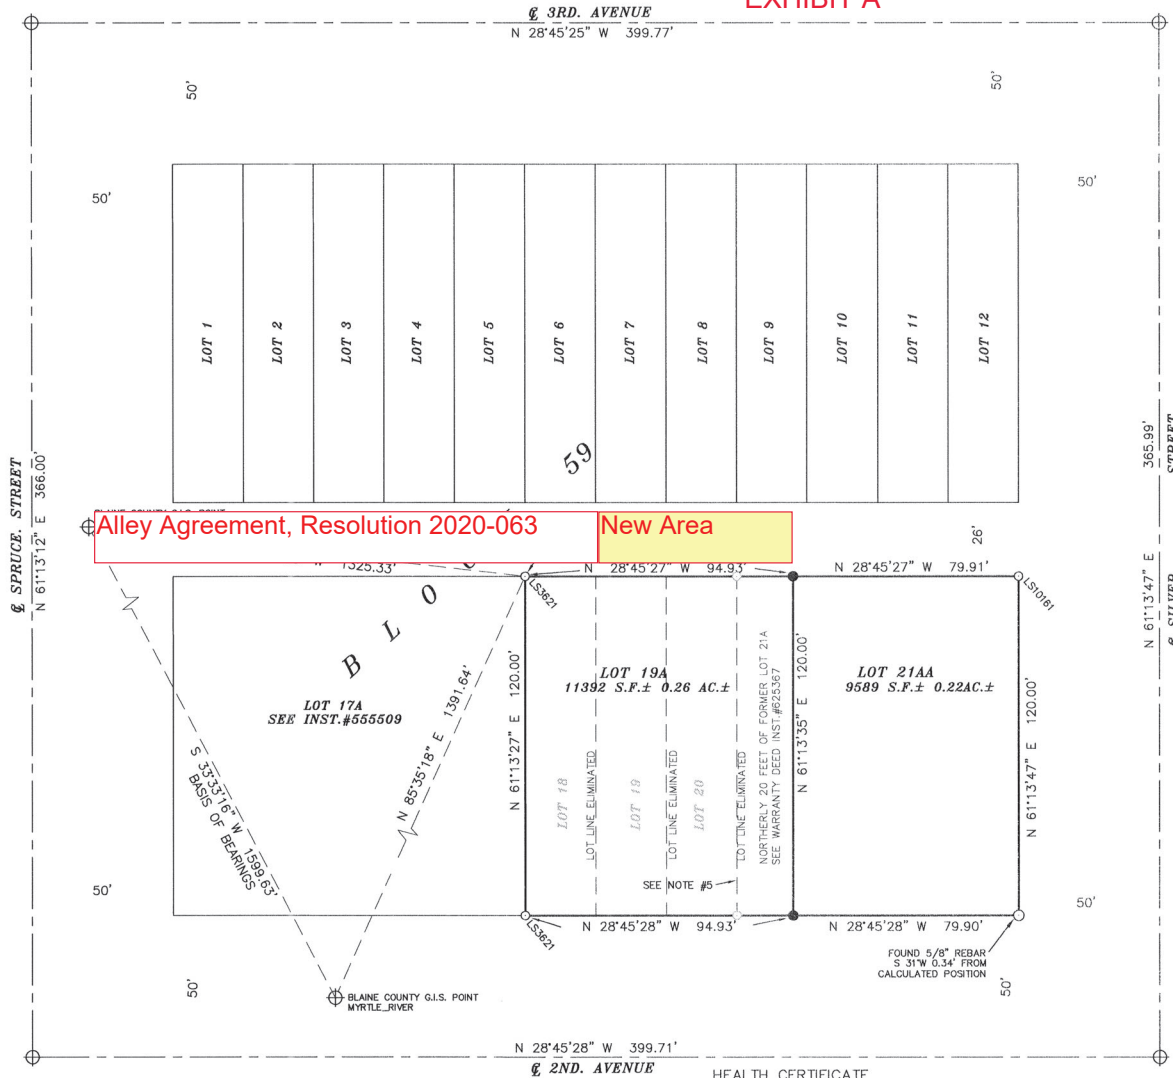 EXHIBIT A
℄ 3RD. AVENUE
N 28°45'25" W 399.77'
50'
50'
50'
50'
LOT 1
LOT 2
LOT 3
LOT 4
LOT 5
LOT 6
LOT 7
LOT 8
LOT 9
LOT 10
LOT 11
LOT 12
℄ SPRUCE. STREET
N 61°13'12" E 366.00'
59
365.99'
N 61°13'47" E
STREET
℄ SILVER
Alley Agreement, Resolution 2020-063
New Area
26'
1325.33'
N 28°45'27" W 94.93'
N 28°45'27" W 79.91'
LS3621
LS10161
B L O
LOT 17A
SEE INST.#555509
LOT 19A
11392 S.F.± 0.26 AC.±
LOT 21AA
9589 S.F.± 0.22AC.±
S 33°33'16" W 1599.63'
BASIS OF BEARINGS
N 85°35'18" E 1391.64'
N 61°13'27" E 120.00'
LOT 18
LOT LINE ELIMINATED
LOT 19
LOT LINE ELIMINATED
LOT 20
LOT LINE ELIMINATED
NORTHERLY 20 FEET OF FORMER LOT 21A
SEE WARRANTY DEED INST.#625367
N 61°13'35" E 120.00'
N 61°13'47" E 120.00'
SEE NOTE #5
50'
50'
LS3621
N 28°45'28" W 94.93'
N 28°45'28" W 79.90'
FOUND 5/8" REBAR
S 31°W 0.34' FROM
CALCULATED POSITION
50'
50'
BLAINE COUNTY G.I.S. POINT
MYRTLE_RIVER
N 28°45'28" W 399.71'
℄ 2ND. AVENUE
HEALTH CERTIFICATE